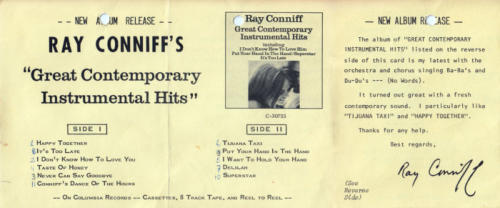 -- NEW ALBUM RELEASE --
RAY CONNIFF'S
"Great Contemporary
Instrumental Hits"
SIDE I
HAPPY TOGETHER
IT'S TOO LATE
I DON'T KNOW HOW TO LOVE YOU
TASTE OF HONEY
NEVER CAN SAY GOODBYE
CONNIFF'S DANCE OF THE HOURS
SIDE II
TIJUANA TAXI
PUT YOUR HAND IN THE HAND
I WANT TO HOLD YOUR HAND
DELILAH
SUPERSTAR
-- ON COLUMBIA RECORDS -- CASSETTES, 8 TRACK TAPE, AND REEL TO REEL --
Ray Conniff
Great Contemporary
Instrumental Hits
including
I Don't Know How To Love Him
Put Your Hand In The Hand/Superstar
It's Too Late
C-30755
-- NEW ALBUM RELEASE --
The album of "GREAT CONTEMPORARY
INSTRUMENTAL HITS" listed on the reverse
side of this card is my latest with the
orchestra and chorus singing Ba-Ba's and
Du-Du's --- (No Words).
It turned out great with a fresh
contemporary sound. I particularly like
"TIJUANA TAXI" and "HAPPY TOGETHER".
Thanks for any help.
Best regards,
Ray Conniff
(See
Reverse
Side)